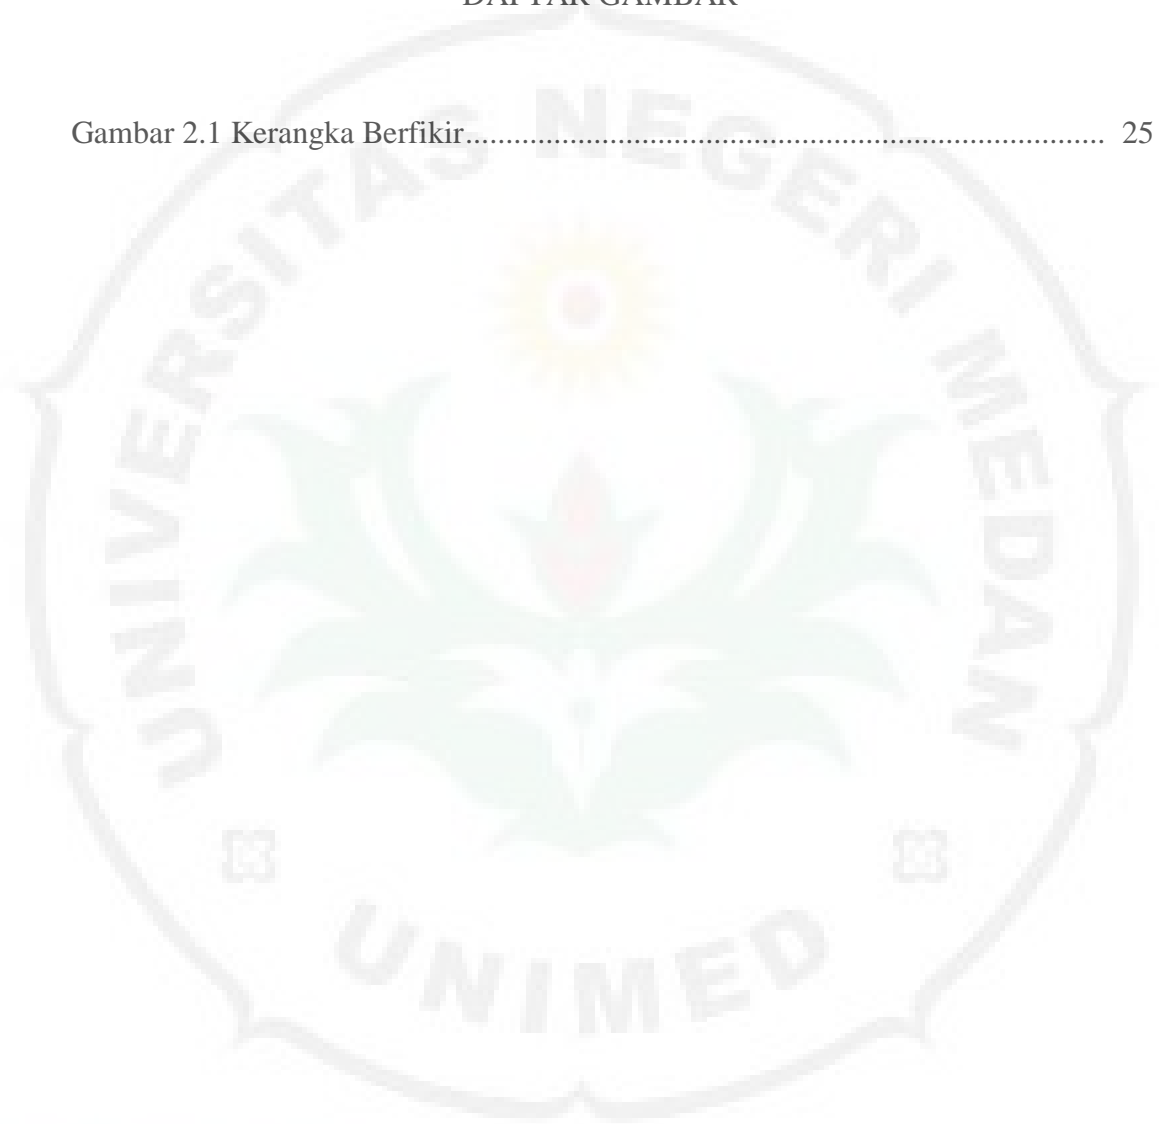 DAFTAR GAMBAR
Gambar 2.1 Kerangka Berfikir................................................................................ 25
UNIVERSITAS NEGERI MEDAN
UNIMED